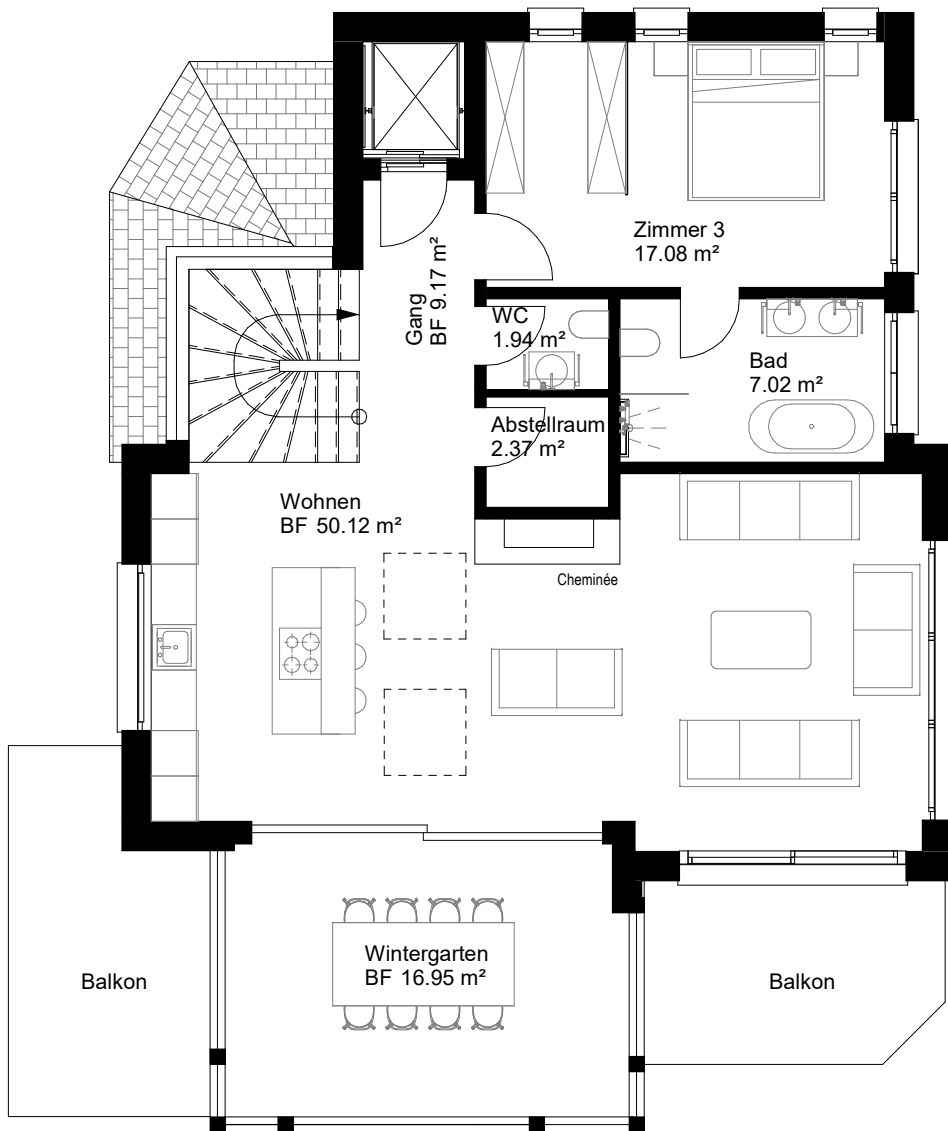 Zimmer 3
17.08 m²
Gang
BF 9.17 m²
WC
1.94 m²
Bad
7.02 m²
Abstellraum
2.37 m²
Wohnen
BF 50.12 m²
Cheminée
Wintergarten
BF 16.95 m²
Balkon
Balkon